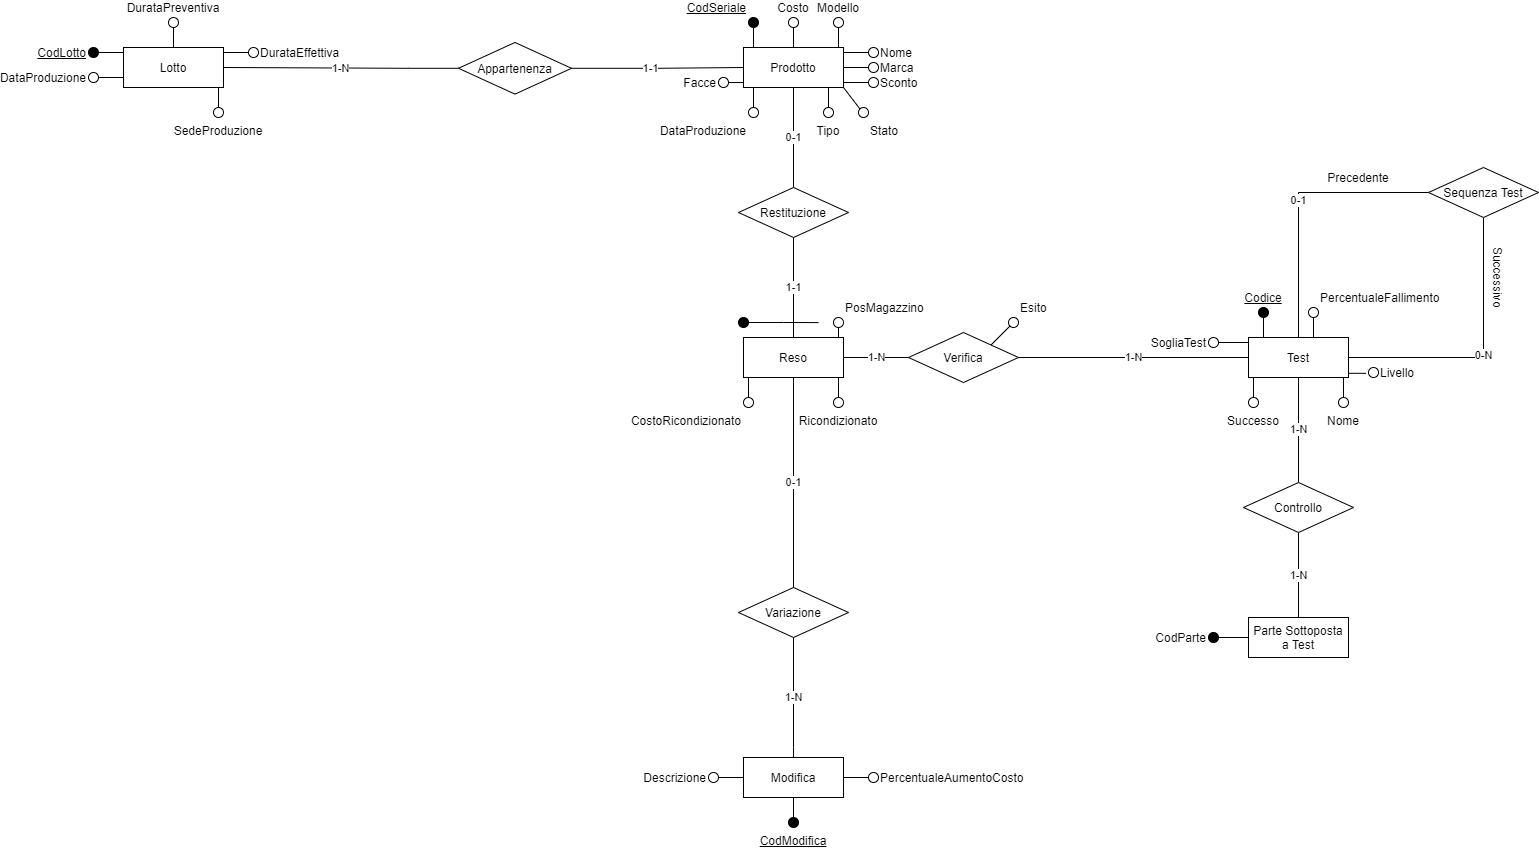 DurataPreventiva
CodSeriale
Costo
Modello
CodLotto
DurataEffettiva
Nome
Lotto
1-N
Appartenenza
1-1
Prodotto
Marca
DataProduzione
Facce
Sconto
SedeProduzione
DataProduzione
0-1
Tipo
Stato
Precedente
Sequenza Test
0-1
Restituzione
Successivo
1-1
Codice
PercentualeFallimento
PosMagazzino
Esito
SogliaTest
Reso
1-N
Verifica
1-N
Test
0-N
Livello
CostoRicondizionato
Ricondizionato
Successo
Nome
1-N
0-1
Controllo
1-N
Variazione
CodParte
Parte Sottoposta
a Test
1-N
Descrizione
Modifica
PercentualeAumentoCosto
CodModifica